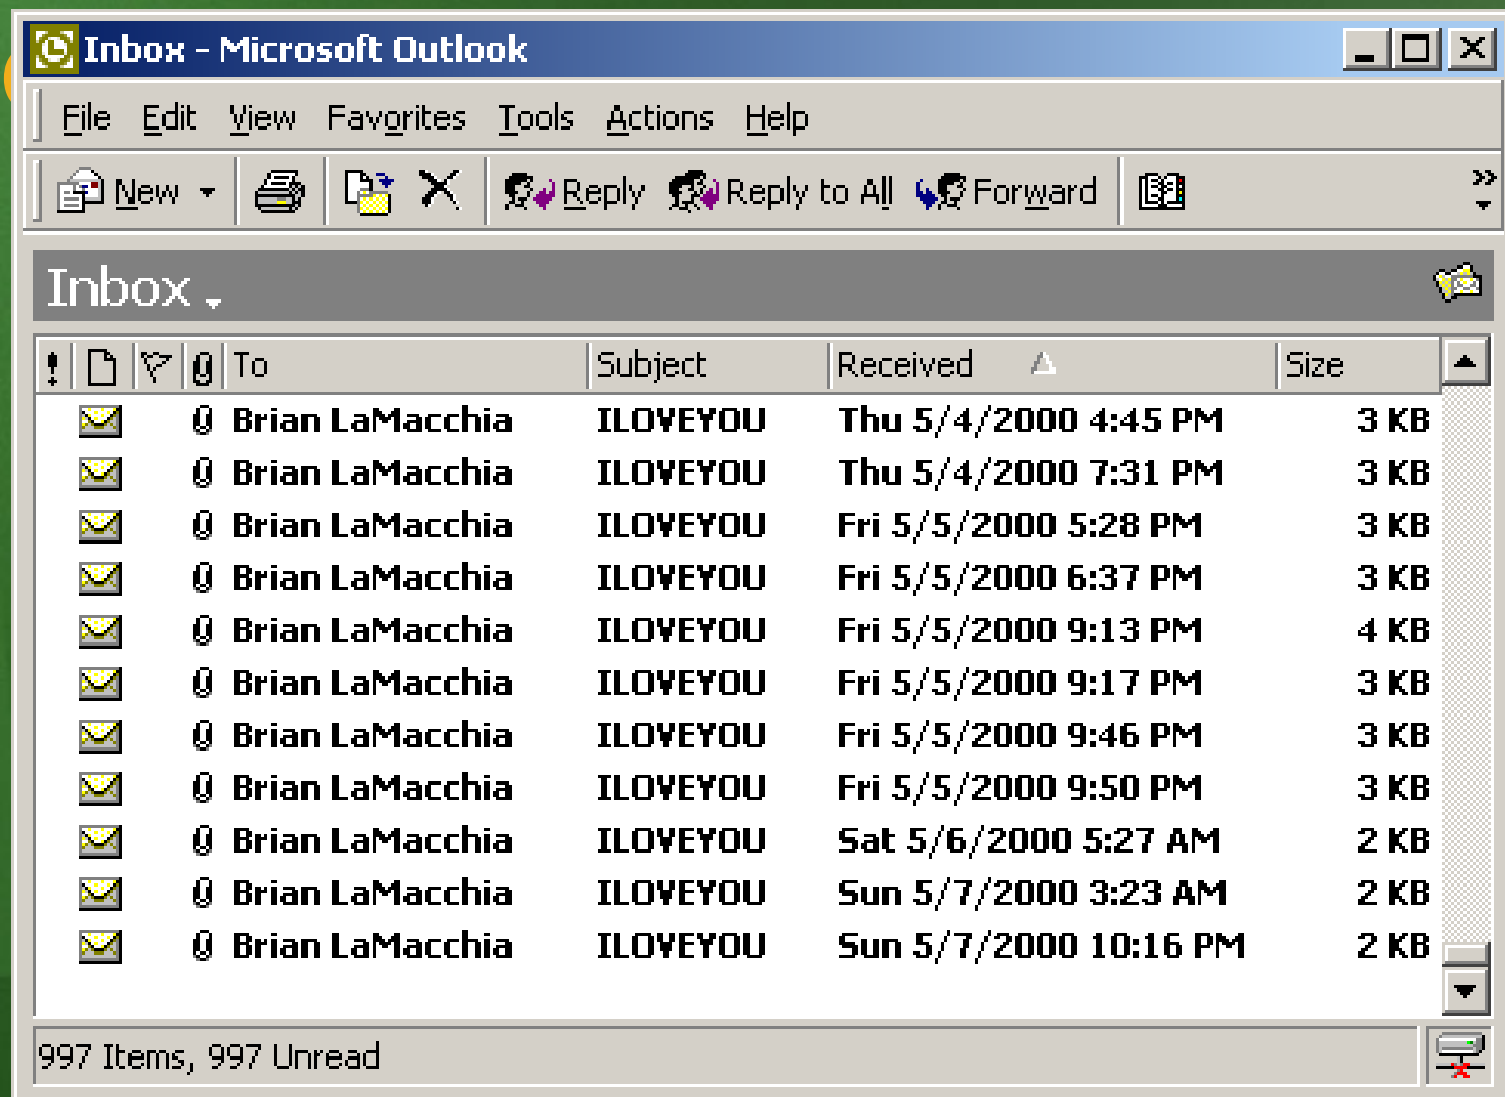 Inbox - Microsoft Outlook
File Edit View Favorites Tools Actions Help
New Reply Reply to All Forward
Inbox
! To Subject Received Size
Brian LaMacchia ILOVEYOU Thu 5/4/2000 4:45 PM 3 KB
Brian LaMacchia ILOVEYOU Thu 5/4/2000 7:31 PM 3 KB
Brian LaMacchia ILOVEYOU Fri 5/5/2000 5:28 PM 3 KB
Brian LaMacchia ILOVEYOU Fri 5/5/2000 6:37 PM 3 KB
Brian LaMacchia ILOVEYOU Fri 5/5/2000 9:13 PM 4 KB
Brian LaMacchia ILOVEYOU Fri 5/5/2000 9:17 PM 3 KB
Brian LaMacchia ILOVEYOU Fri 5/5/2000 9:46 PM 3 KB
Brian LaMacchia ILOVEYOU Fri 5/5/2000 9:50 PM 3 KB
Brian LaMacchia ILOVEYOU Sat 5/6/2000 5:27 AM 2 KB
Brian LaMacchia ILOVEYOU Sun 5/7/2000 3:23 AM 2 KB
Brian LaMacchia ILOVEYOU Sun 5/7/2000 10:16 PM 2 KB
997 Items, 997 Unread